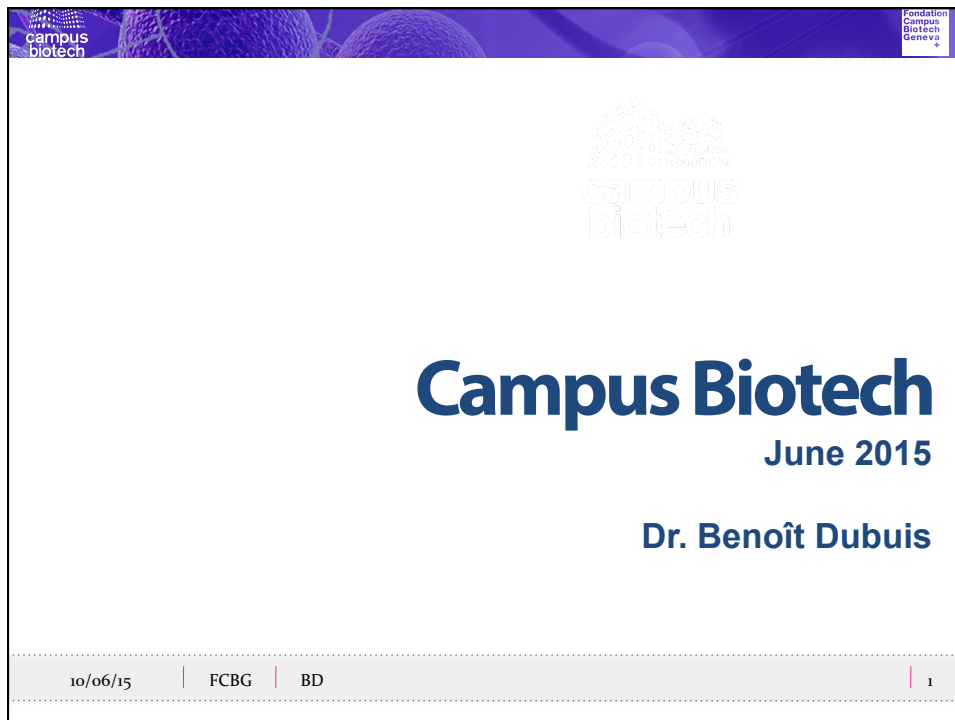 campus
biotech
Fondation
Campus
Biotech
Geneva
+
campus
biotech
Campus Biotech
June 2015
Dr. Benoît Dubuis
10/06/15 FCBG BD 1